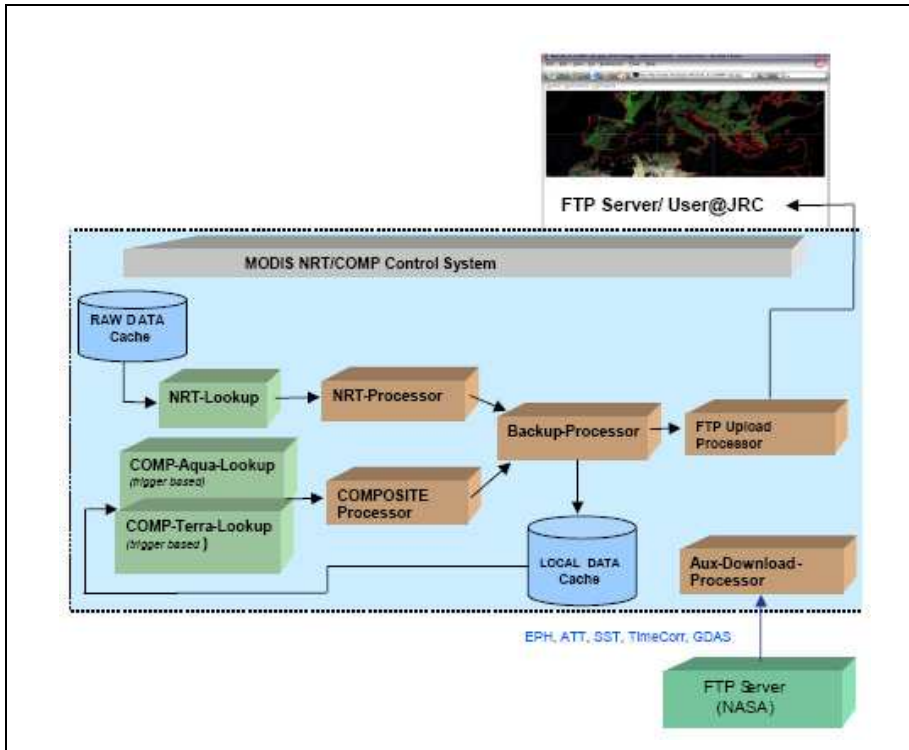 FTP Server/ User@JRC
MODIS NRT/COMP Control System
RAW DATA
Cache
NRT-Lookup
NRT-Processor
Backup-Processor
FTP Upload
Processor
COMP-Aqua-Lookup
(trigger based)
COMP-Terra-Lookup
(trigger based )
COMPOSITE
Processor
LOCAL DATA
Cache
Aux-Download-
Processor
EPH, ATT, SST, TimeCorr, GDAS
FTP Server
(NASA)